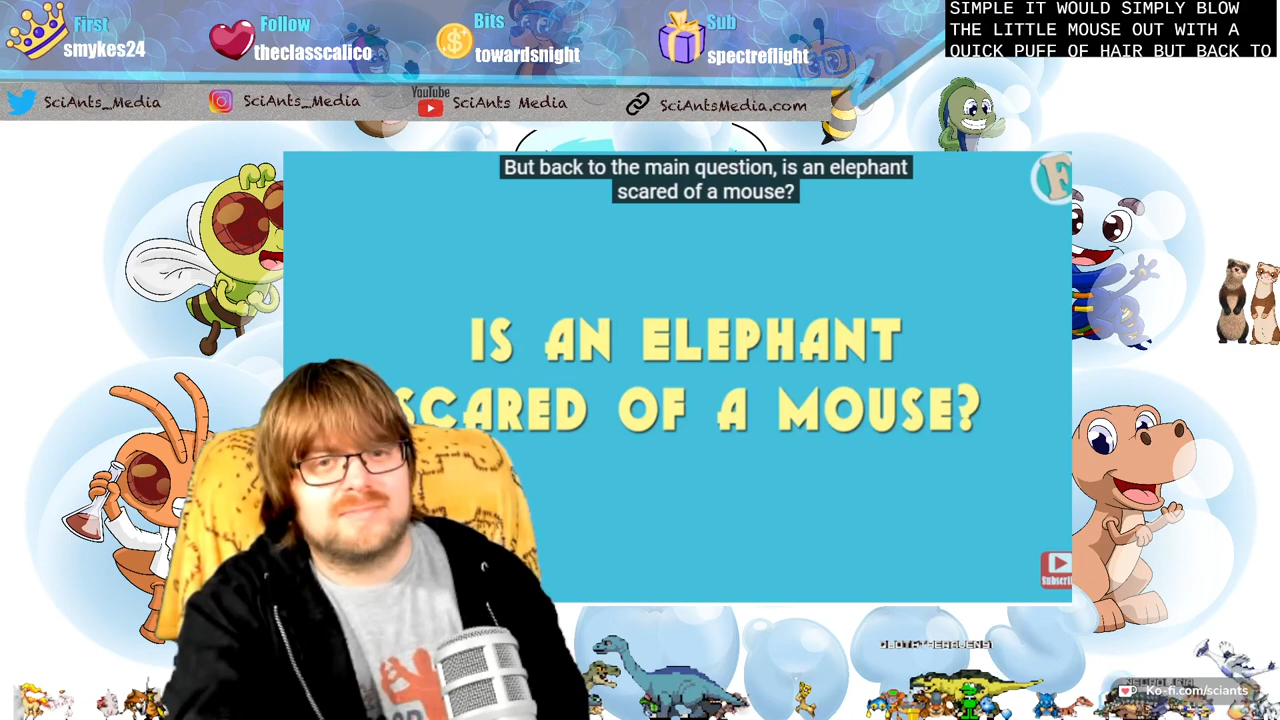 First
smykes24
Follow
theclasscalico
Bits
towardsnight
Sub
spectreflight
SIMPLE IT WOULD SIMPLY BLOW
THE LITTLE MOUSE OUT WITH A
QUICK PUFF OF HAIR BUT BACK TO
SciAnts_Media
SciAnts_Media
YouTube
SciAnts Media
SciAntsMedia.com
But back to the main question, is an elephant
scared of a mouse?
F
IS AN ELEPHANT
SCARED OF A MOUSE?
Subscri
Ko-fi.com/sciants